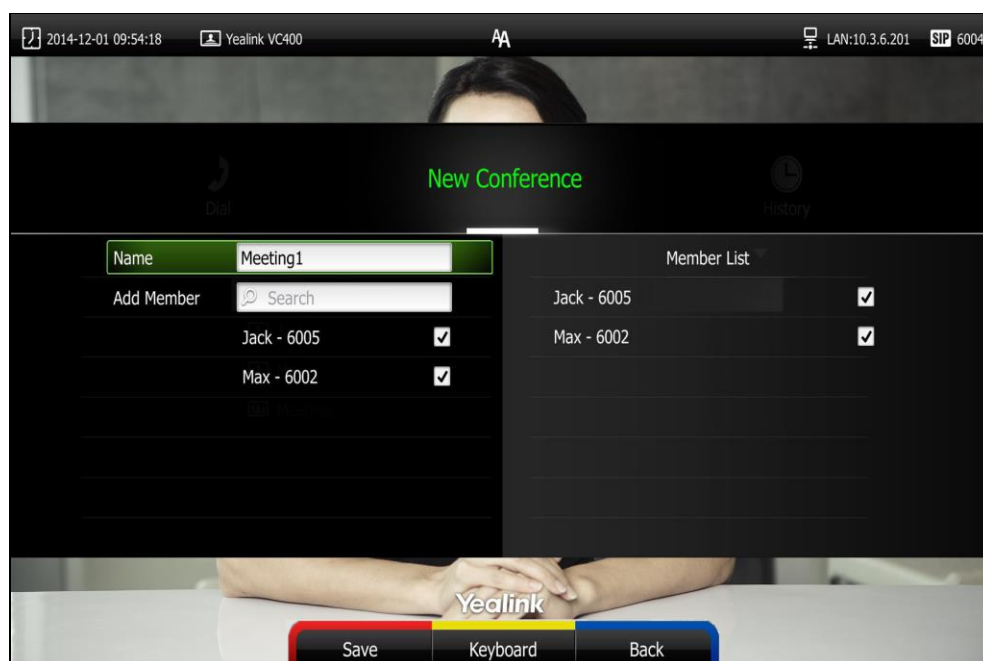 2014-12-01 09:54:18 Yealink VC400 AA LAN:10.3.6.201 SIP 6004
New Conference
Dial History
Name Meeting1 Member List
Add Member Search Jack - 6005
Jack - 6005 Max - 6002
Max - 6002
Yealink
Save Keyboard Back